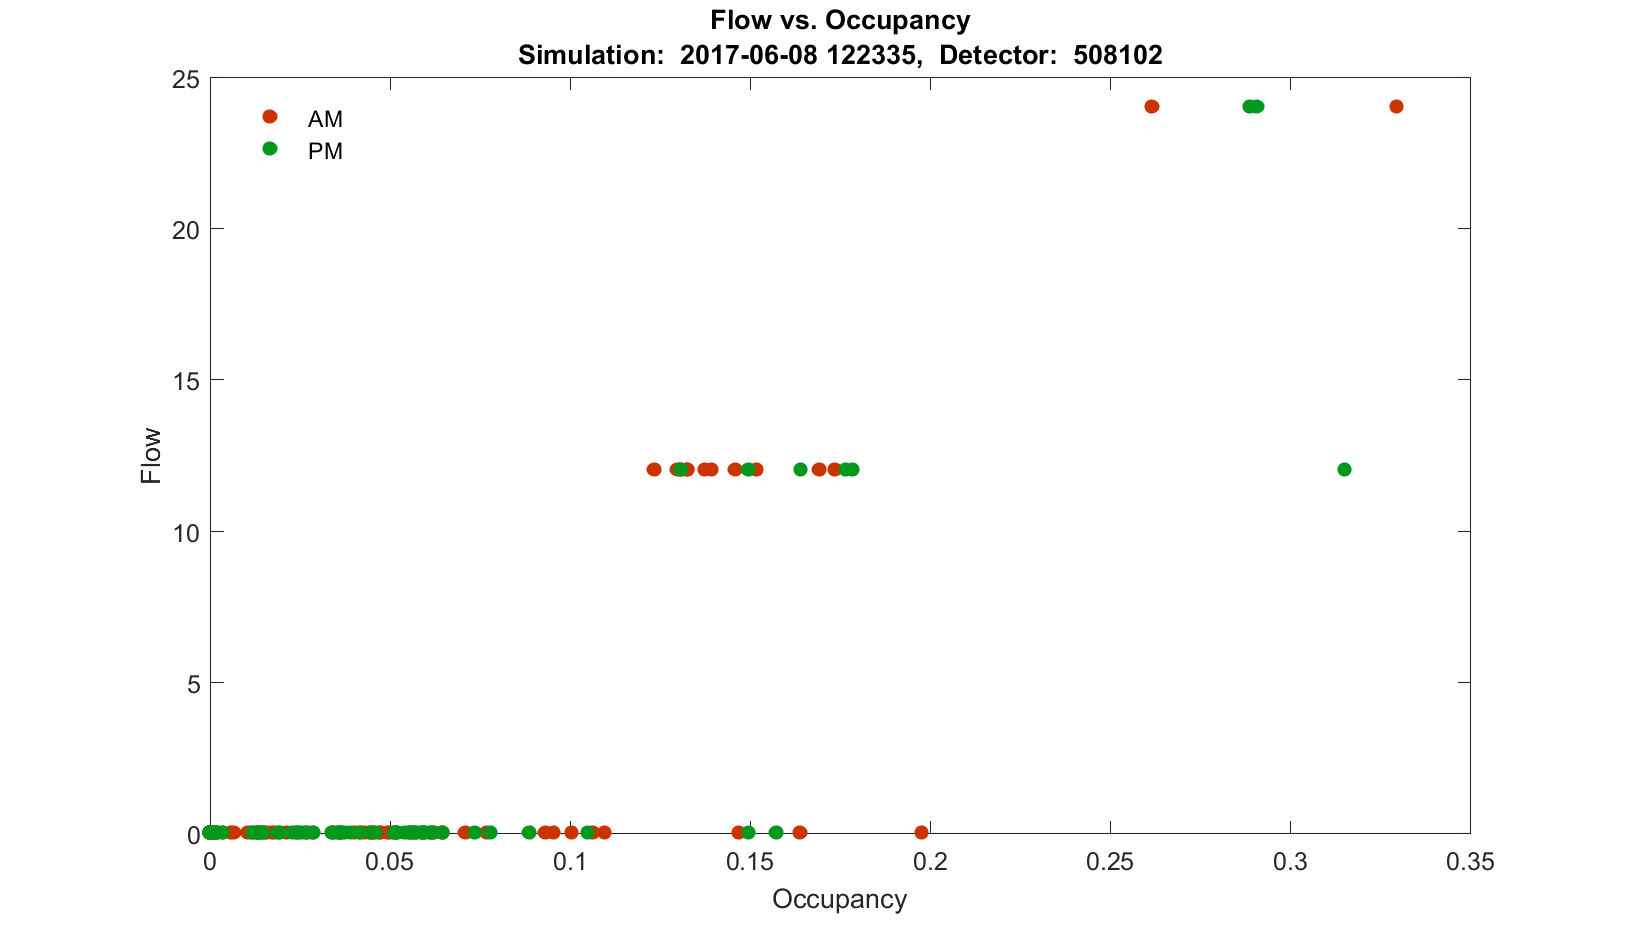 Flow vs. Occupancy
Simulation:  2017-06-08 122335,  Detector:  508102
AM
PM
25
20
15
10
5
0
Flow
0 0.05 0.1 0.15 0.2 0.25 0.3 0.35
Occupancy